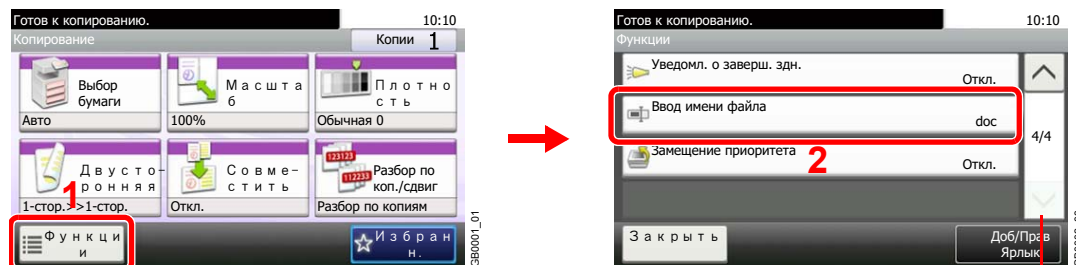 Готов к копированию.
10:10
Копирование
Копии 1
Выбор
бумаги
Авто
Масшта
б
100%
Плотно
сть
Обычная 0
Двусто-
ронняя
1-стор.>>1-стор.
1
Совме-
стить
Откл.
123123
112233
Разбор по
коп./сдвиг
Разбор по копиям
Функци
и
Избран
н.
GB0001_01
Готов к копированию.
10:10
Функции
Уведомл. о заверш. здн.
Откл.
Ввод имени файла
doc
4/4
Замещение приоритета
2
Откл.
Закрыть
Доб/Прав
Ярлык